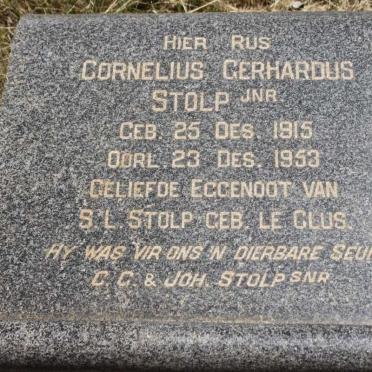 HIER RUS
CORNELIUS GERHARDUS
STOLP JNR.
GEB. 25 DES. 1915
OORL. 23 DES. 1953
GELIEFDE EGGENOOT VAN
S.L. STOLP GEB. LE CLUS.
HY WAS VIR ONS 'N DIERBARE SEUN
C.G. & JOH. STOLP SNR.